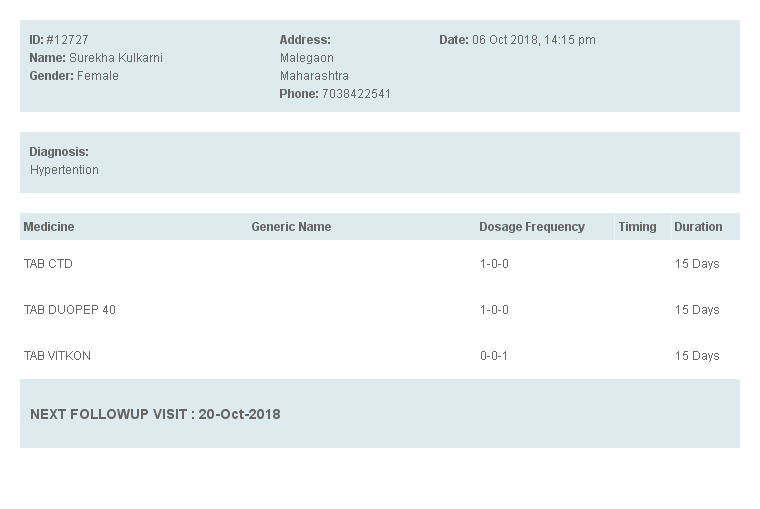 ID: #12727
Name: Surekha Kulkarni
Gender: Female
Address:
Malegaon
Maharashtra
Phone: 7038422541
Date: 06 Oct 2018, 14:15 pm
Diagnosis:
Hypertention
Medicine Generic Name Dosage Frequency Timing Duration
TAB CTD 1-0-0 15 Days
TAB DUOPEP 40 1-0-0 15 Days
TAB VITKON 0-0-1 15 Days
NEXT FOLLOWUP VISIT : 20-Oct-2018